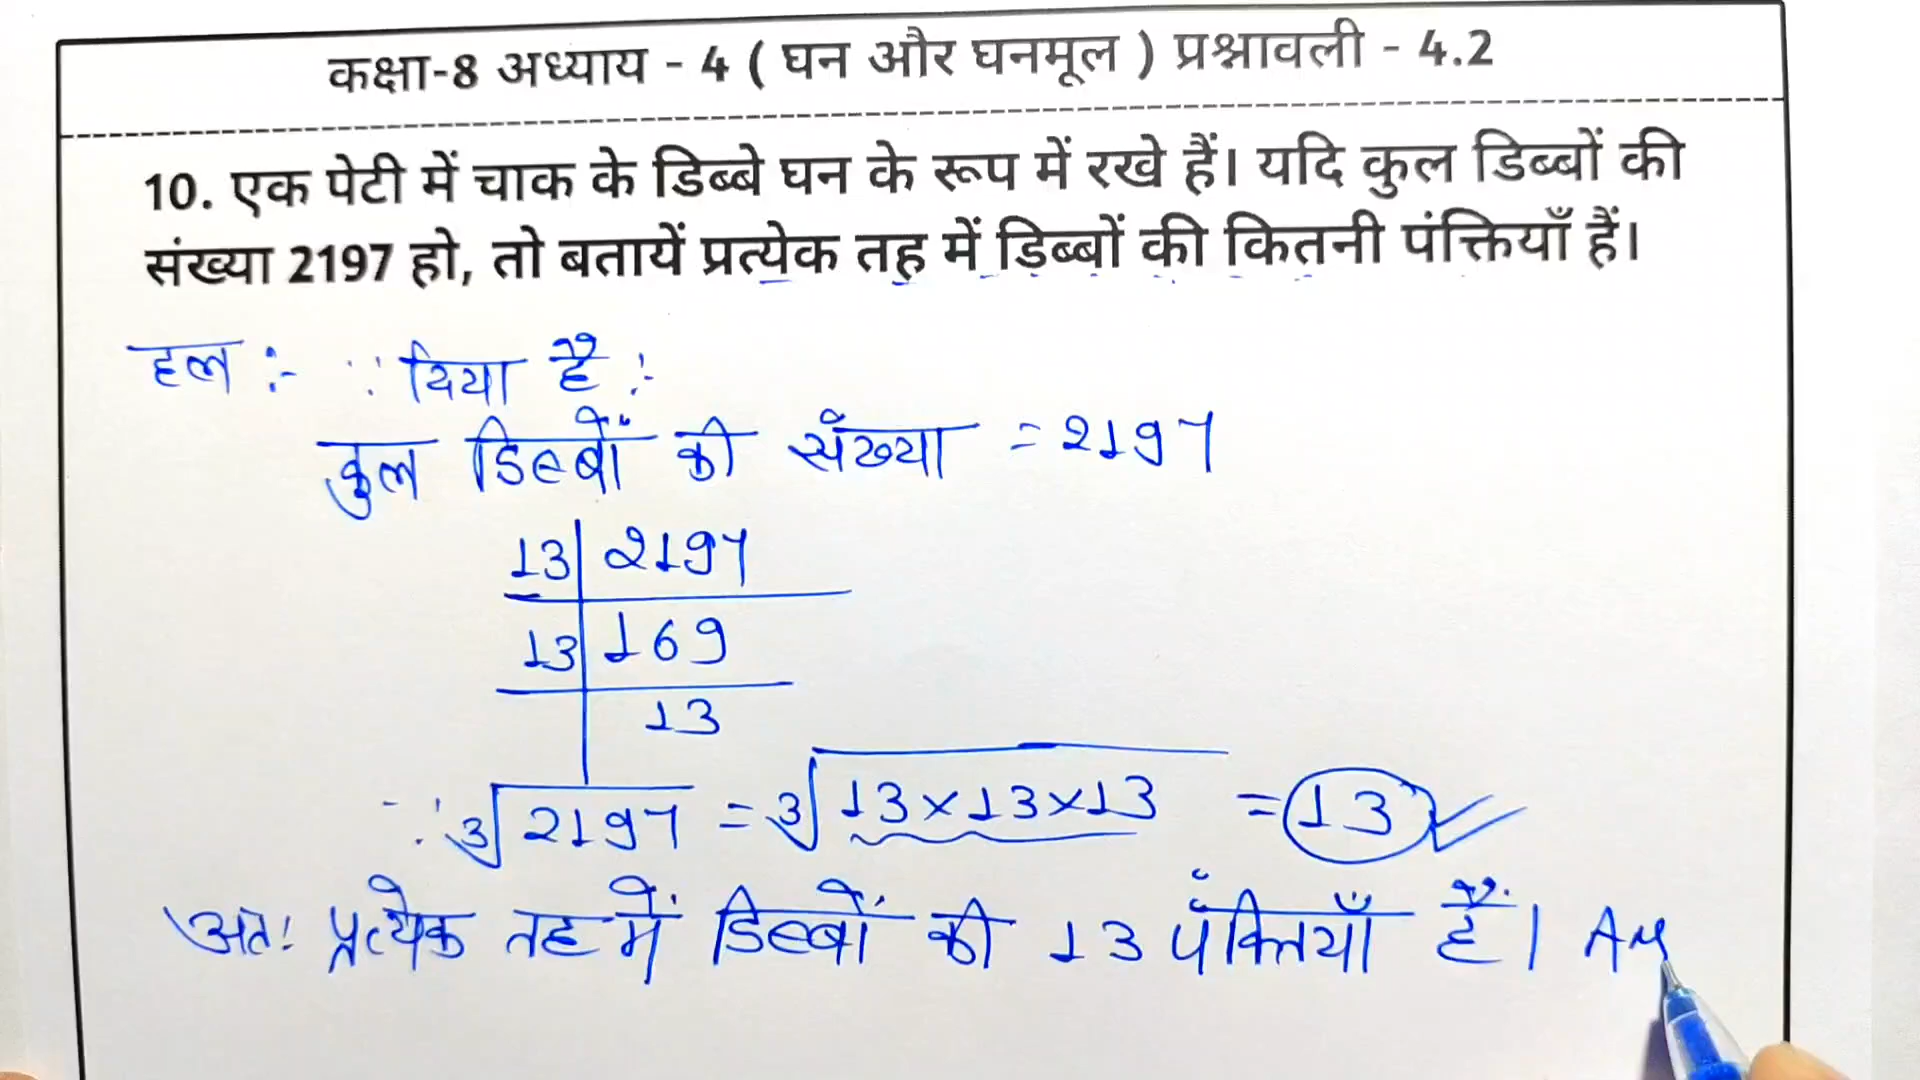 कक्षा-8 अध्याय - 4 ( घन और घनमूल ) प्रश्नावली - 4.2
10. एक पेटी में चाक के डिब्बे घन के रूप में रखे हैं। यदि कुल डिब्बों की
संख्या 2197 हो, तो बतायें प्रत्येक तह में डिब्बों की कितनी पंक्तियाँ हैं।
हल :- ∵ दिया है :-
कुल डिब्बों की संख्या = 2197
13 | 2197
13 | 169
13
∵ ∛2197 = ∛13×13×13 = 13 ✓
अतः प्रत्येक तह में डिब्बों की 13 पंक्तियाँ हैं। Ans